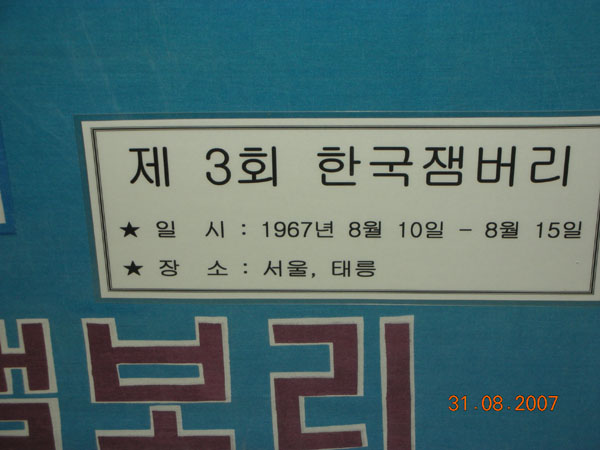 제 3회 한국잼버리
★ 일 시 : 1967년 8월 10일 - 8월 15일
★ 장 소 : 서울, 태릉
보리
31.08.2007